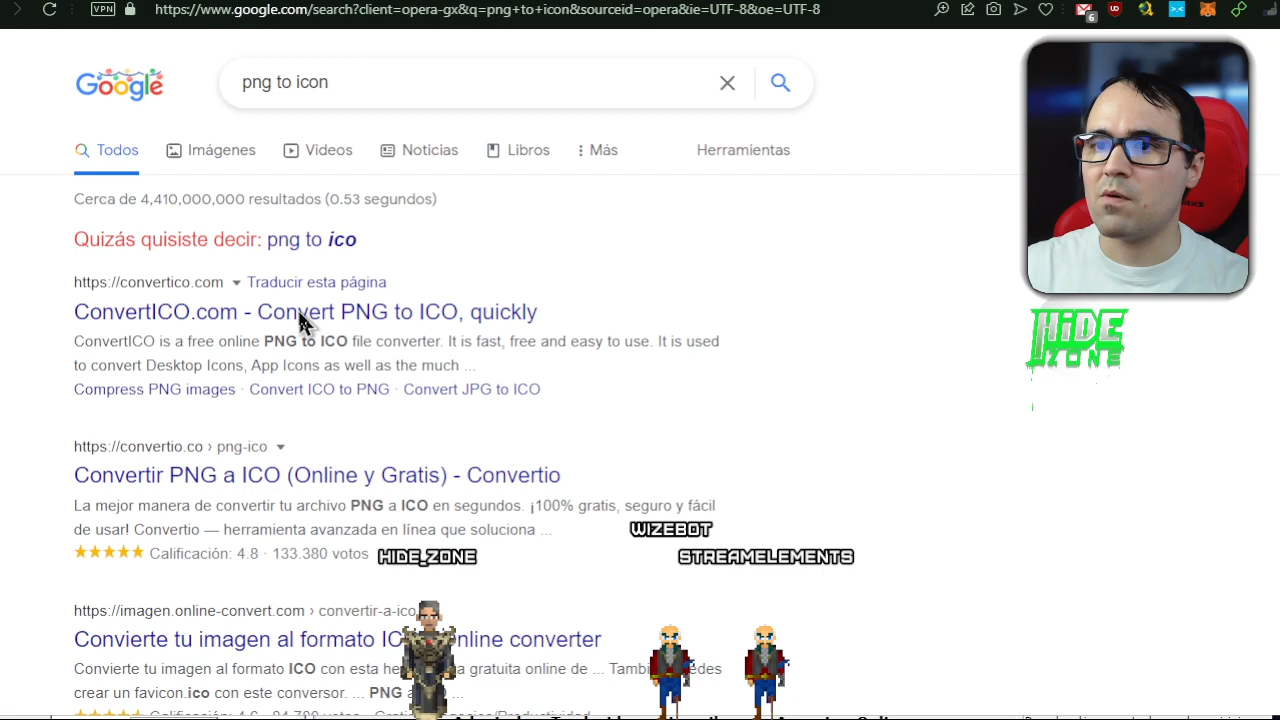 VPN
https://www.google.com/search?client=opera-gx&q=png+to+icon&sourceid=opera&ie=UTF-8&oe=UTF-8
6
Google
png to icon
Todos
Imágenes
Videos
Noticias
Libros
Más
Herramientas
Cerca de 4,410,000,000 resultados (0.53 segundos)
Quizás quisiste decir: png to ico
https://convertico.com
Traducir esta página
ConvertICO.com - Convert PNG to ICO, quickly
ConvertICO is a free online PNG to ICO file converter. It is fast, free and easy to use. It is used
to convert Desktop Icons, App Icons as well as the much ...
Compress PNG images · Convert ICO to PNG · Convert JPG to ICO
HiDE
ZONE
https://convertio.co › png-ico
Convertir PNG a ICO (Online y Gratis) - Convertio
La mejor manera de convertir tu archivo PNG a ICO en segundos. ¡100% gratis, seguro y fácil
de usar! Convertio — herramienta avanzada en línea que soluciona ...
WIZEBOT
Calificación: 4.8 · 133.380 votos
HIDE_ZONE
STREAMELEMENTS
https://imagen.online-convert.com › convertir-a-ico
Convierte tu imagen al formato online converter
Convierte tu imagen al formato ICO con esta gratuita online de ...
crear un favicon.ico con este conversor. ... PNG a